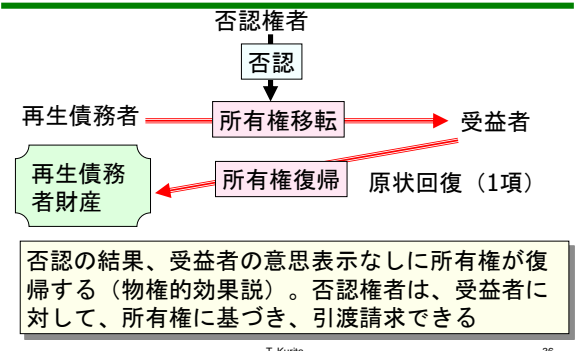 否認権者
否認
再生債務者
所有権移転
受益者
再生債務
者財産
所有権復帰
原状回復（1項）
否認の結果、受益者の意思表示なしに所有権が復
帰する（物権的効果説）。否認権者は、受益者に
対して、所有権に基づき、引渡請求できる